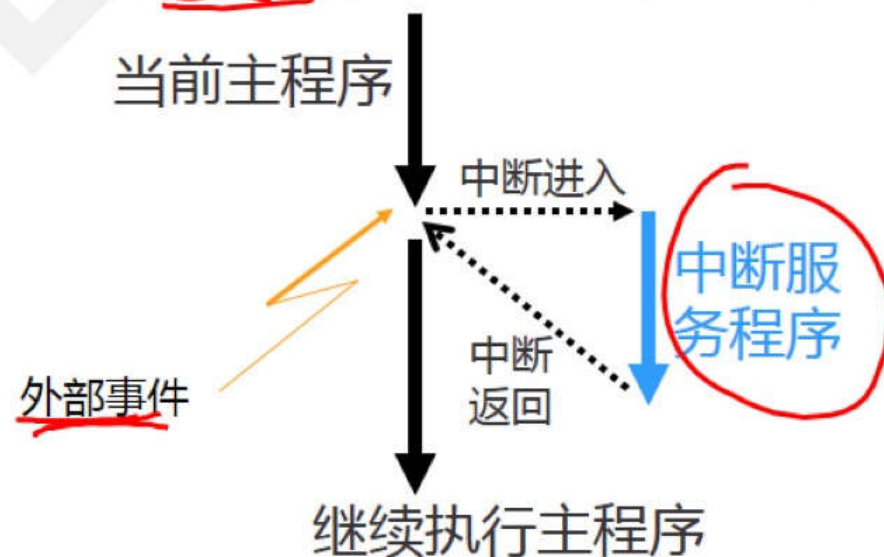 当前主程序
中断进入
中断服
务程序
中断
返回
外部事件
继续执行主程序